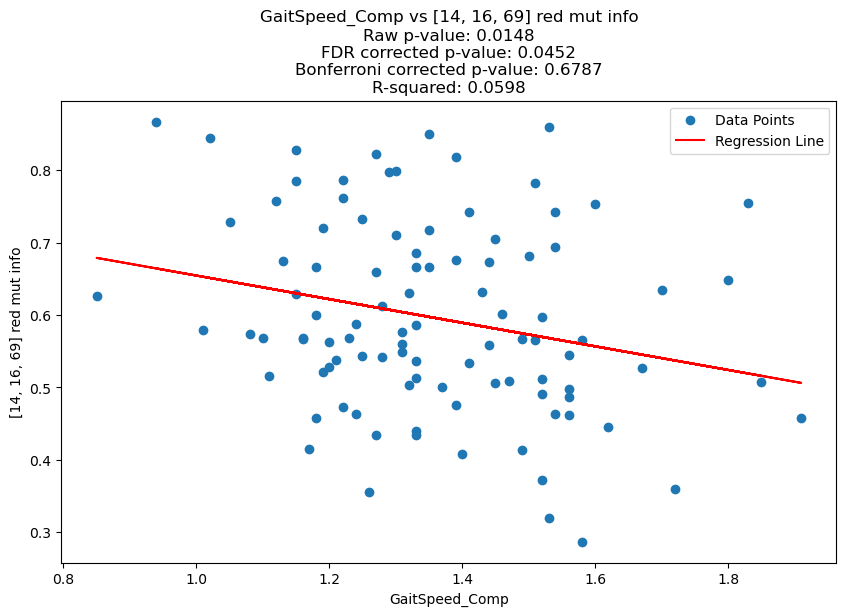 GaitSpeed_Comp vs [14, 16, 69] red mut info
Raw p-value: 0.0148
FDR corrected p-value: 0.0452
Bonferroni corrected p-value: 0.6787
R-squared: 0.0598
Data Points
Regression Line
[14, 16, 69] red mut info
0.8
0.7
0.6
0.5
0.4
0.3
0.8 1.0 1.2 1.4 1.6 1.8
GaitSpeed_Comp